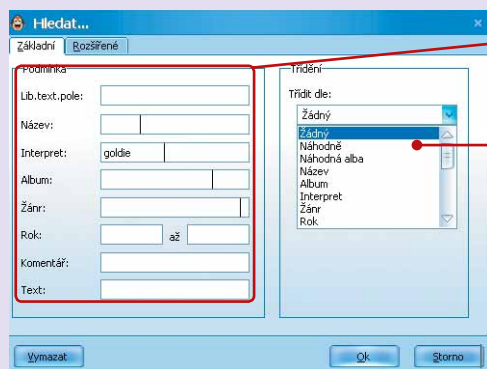 Hledat...
Základní Rozšířené
Podmínka
Lib.text.pole:
Název:
Interpret: goldie
Album:
Žánr:
Rok: až
Komentář:
Text:
Třídění
Třídit dle:
Žádný
Žádný
Náhodně
Náhodná alba
Název
Album
Interpret
Žánr
Rok
Vymazat Ok Storno